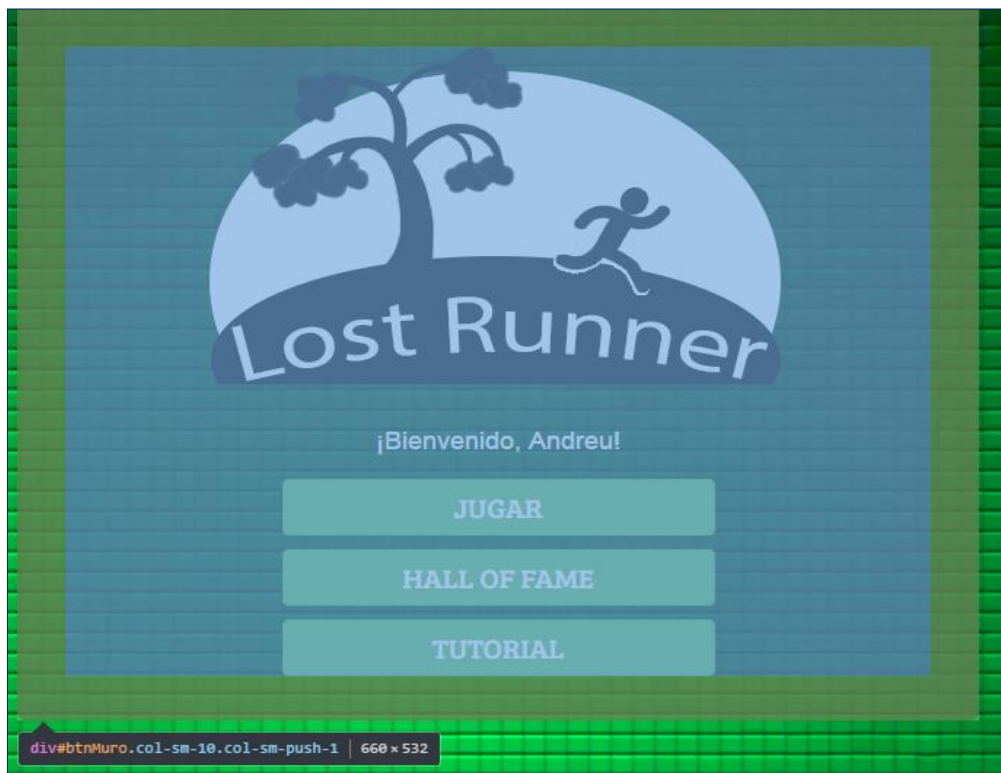 Lost Runner
¡Bienvenido, Andreu!
JUGAR
HALL OF FAME
TUTORIAL
div#btnMuro.col-sm-10.col-sm-push-1 | 660 × 532